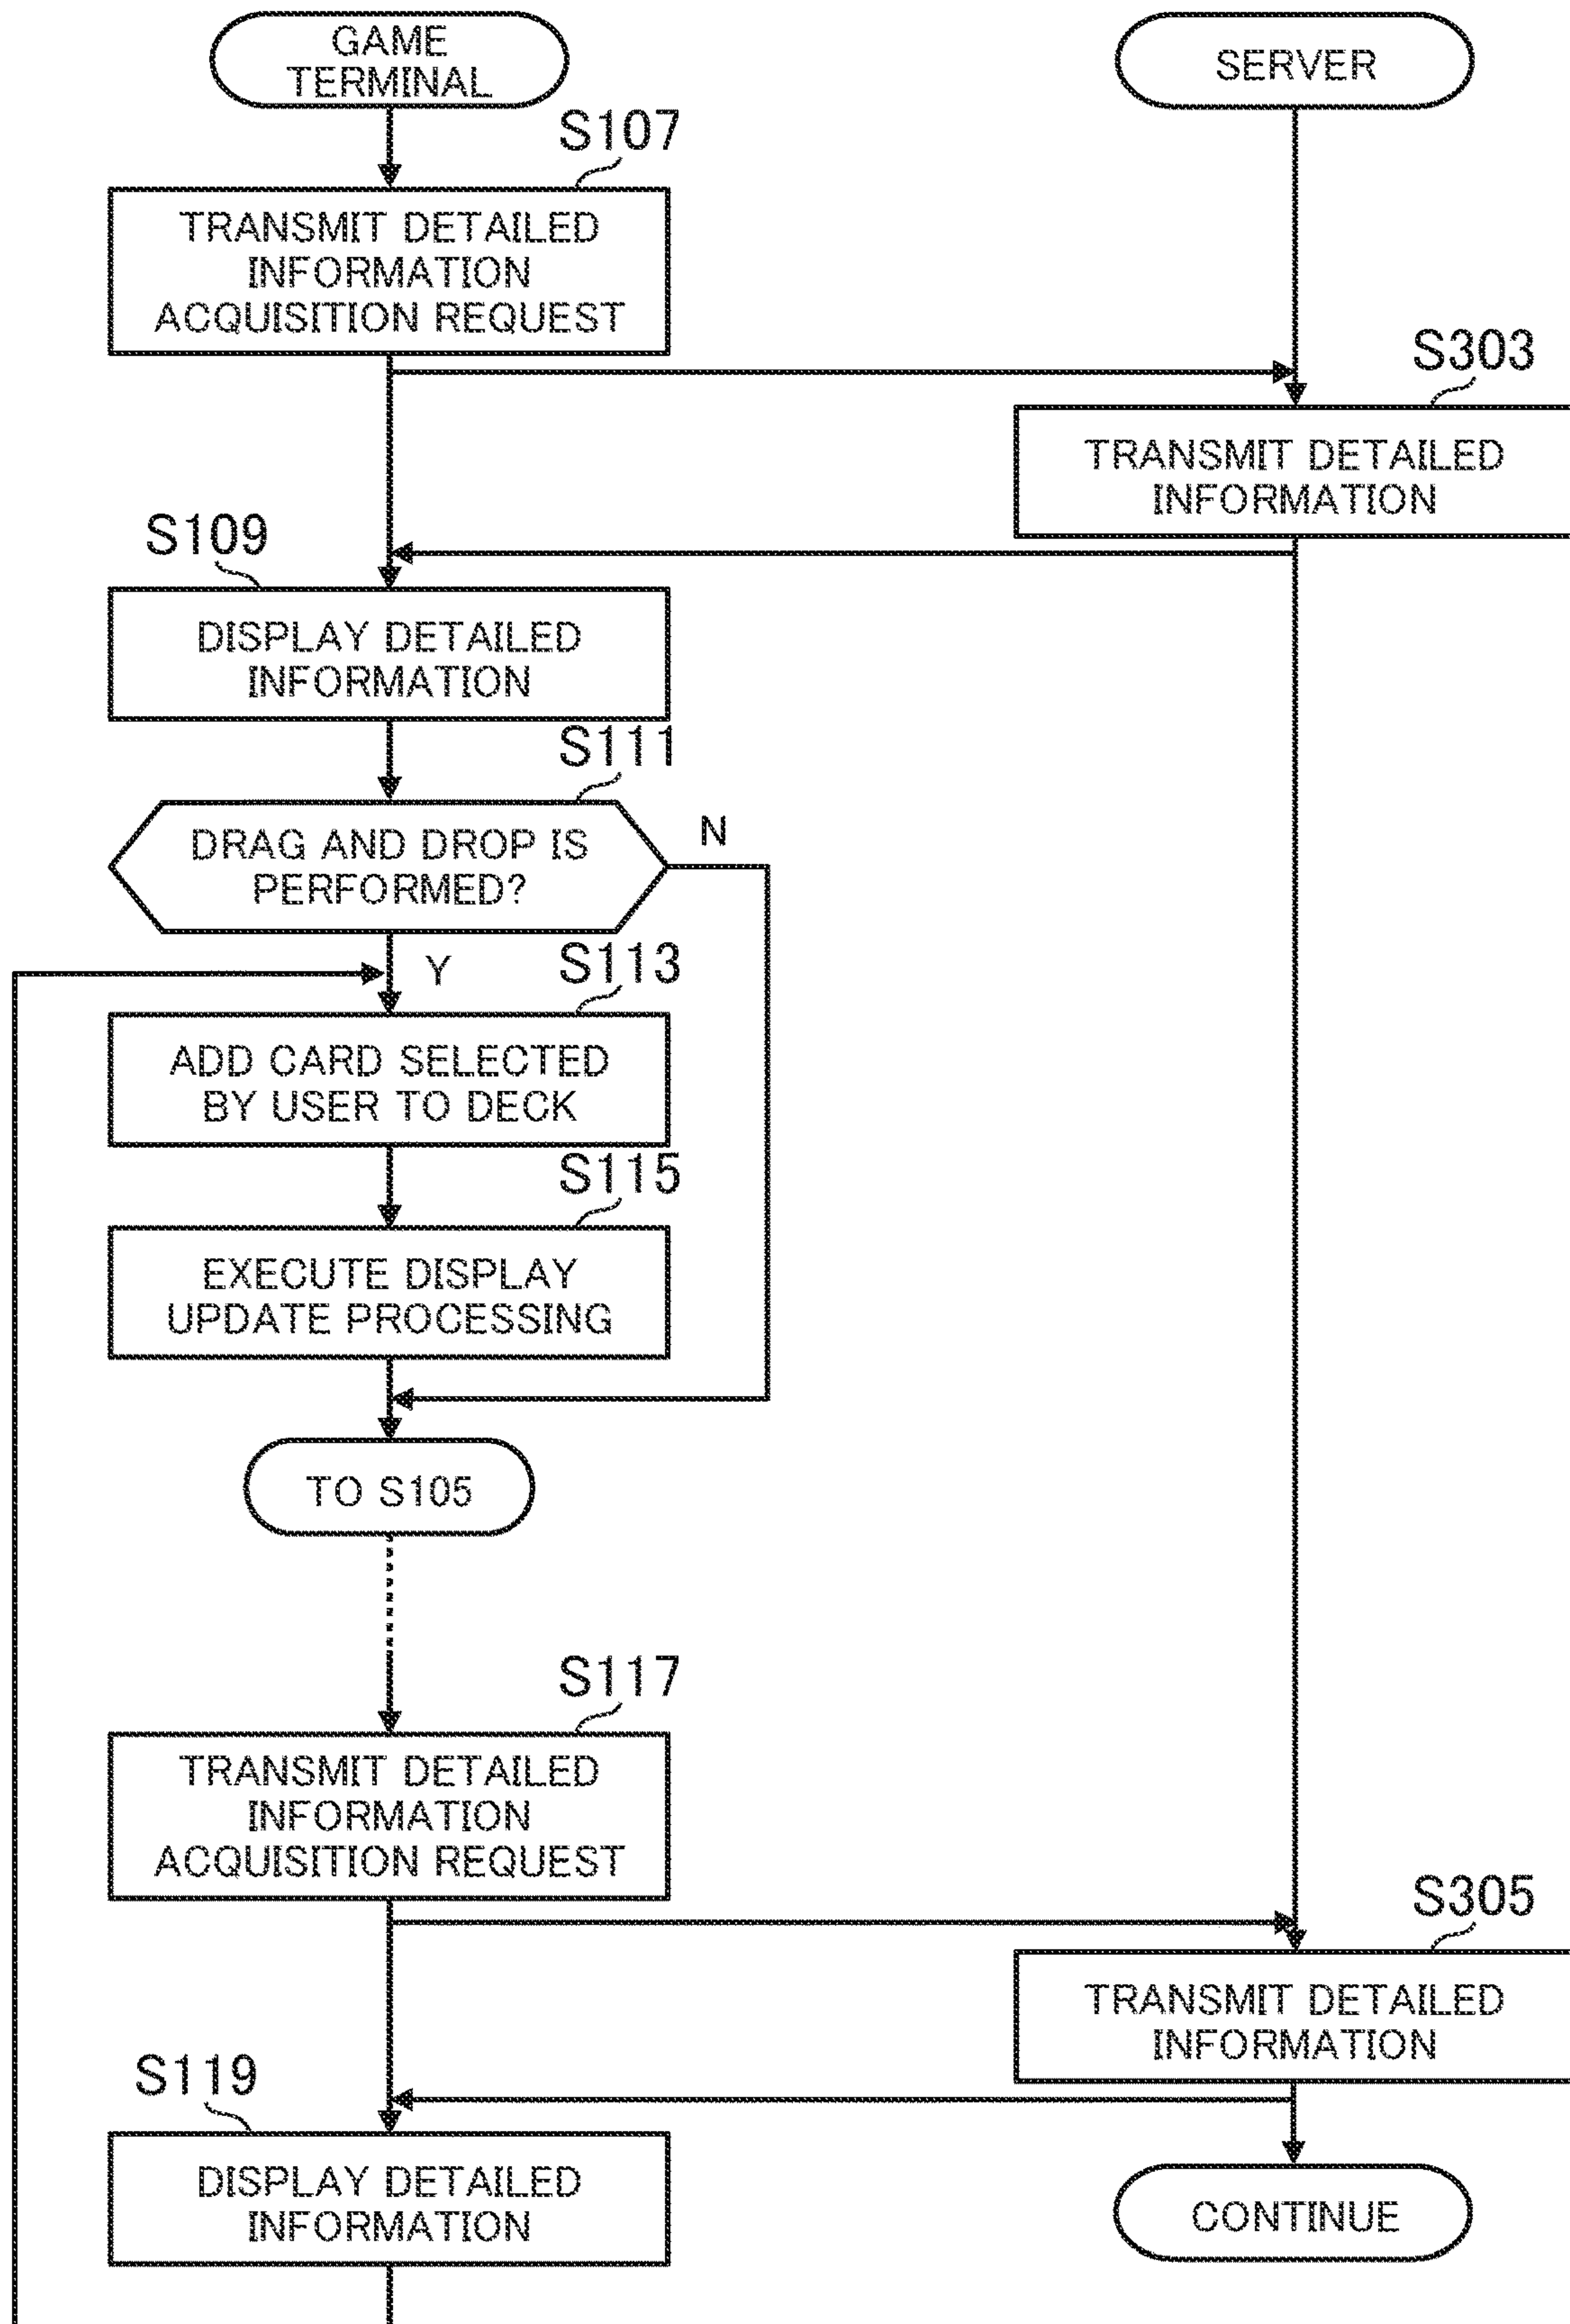 GAME
TERMINAL
SERVER
S107
TRANSMIT DETAILED
INFORMATION
ACQUISITION REQUEST
S303
TRANSMIT DETAILED
INFORMATION
S109
DISPLAY DETAILED
INFORMATION
S111
DRAG AND DROP IS
PERFORMED?
N
Y
S113
ADD CARD SELECTED
BY USER TO DECK
S115
EXECUTE DISPLAY
UPDATE PROCESSING
TO S105
S117
TRANSMIT DETAILED
INFORMATION
ACQUISITION REQUEST
S305
TRANSMIT DETAILED
INFORMATION
S119
DISPLAY DETAILED
INFORMATION
CONTINUE